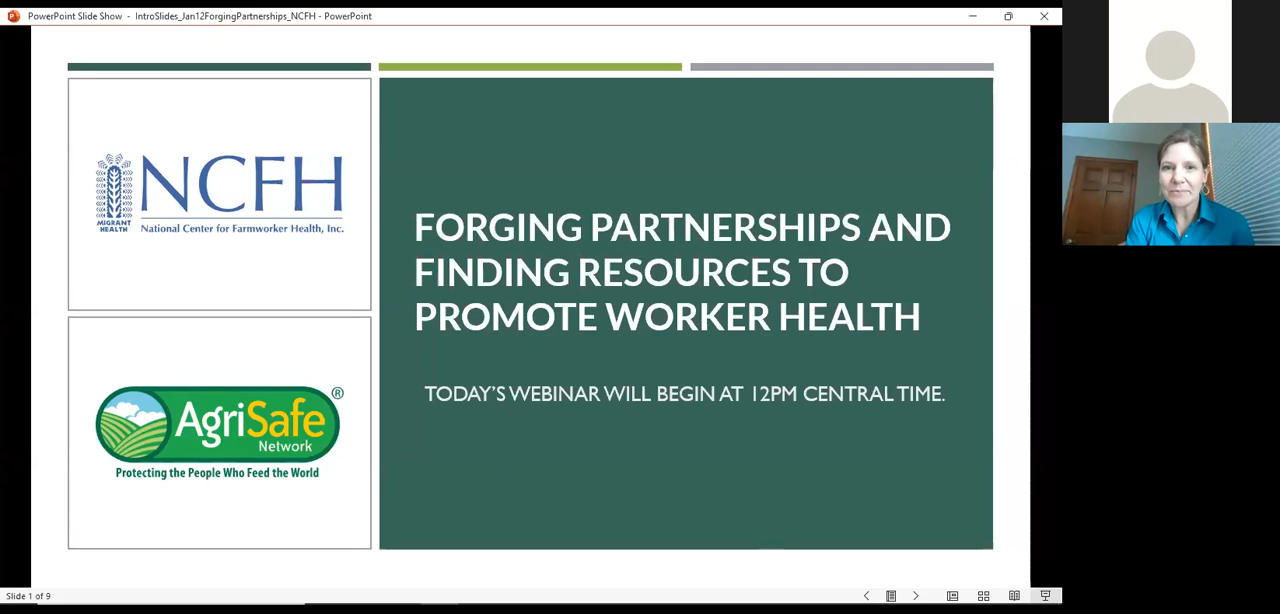 PowerPoint Slide Show - IntroSlides_Jan12ForgingPartnerships_NCFH - PowerPoint
NCFH
MIGRANT
HEALTH
National Center for Farmworker Health, Inc.
AgriSafe®
Network
Protecting the People Who Feed the World
FORGING PARTNERSHIPS AND
FINDING RESOURCES TO
PROMOTE WORKER HEALTH
TODAY'S WEBINAR WILL BEGIN AT 12PM CENTRAL TIME.
Slide 1 of 9